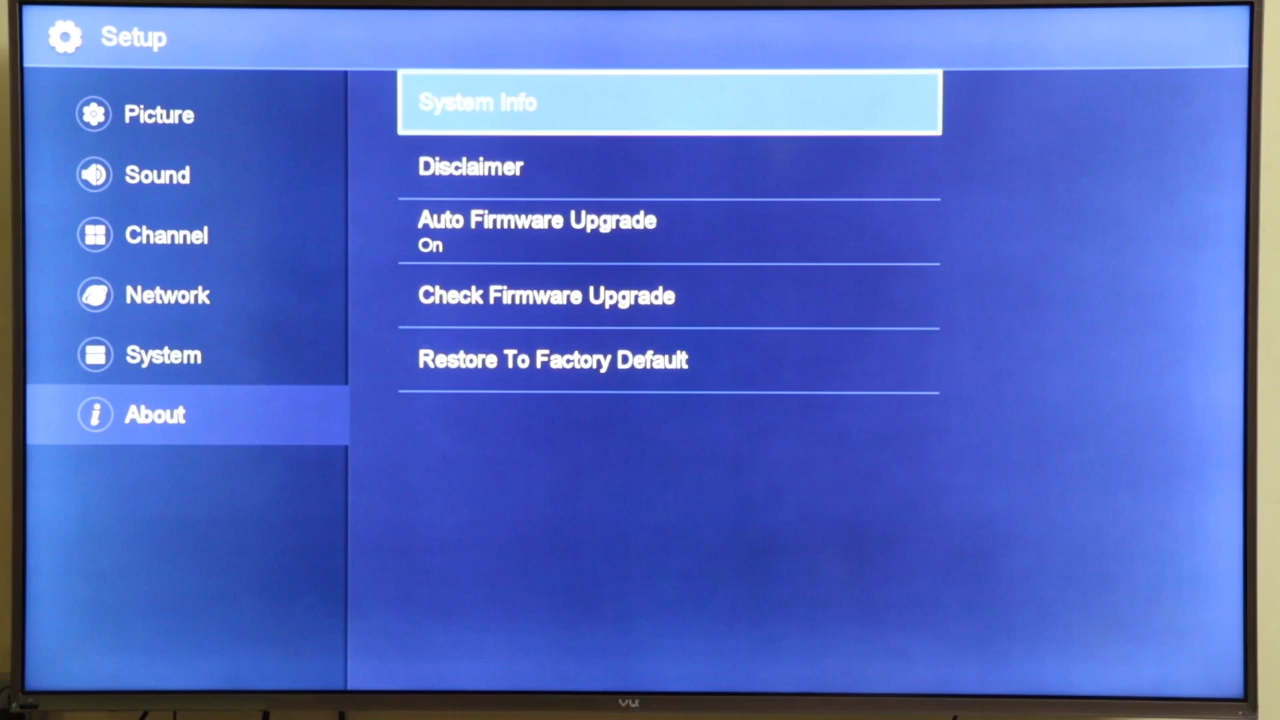 Setup
Picture
Sound
Channel
Network
System
About
System Info
Disclaimer
Auto Firmware Upgrade
On
Check Firmware Upgrade
Restore To Factory Default
vu